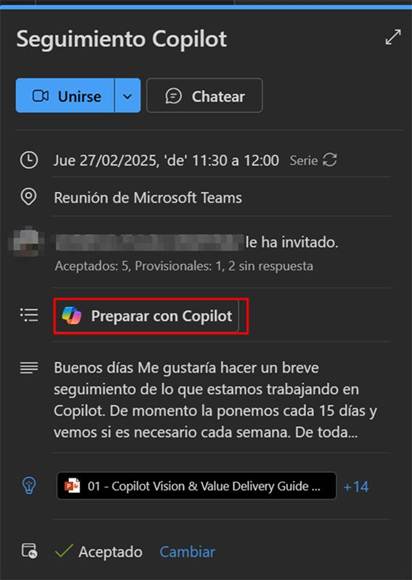 Seguimiento Copilot
Unirse
Chatear
Jue 27/02/2025, 'de' 11:30 a 12:00 Serie
Reunión de Microsoft Teams
le ha invitado.
Aceptados: 5, Provisionales: 1, 2 sin respuesta
Preparar con Copilot
Buenos días Me gustaría hacer un breve
seguimiento de lo que estamos trabajando en
Copilot. De momento la ponemos cada 15 días y
vemos si es necesario cada semana. De toda...
01 - Copilot Vision & Value Delivery Guide ... +14
Aceptado Cambiar